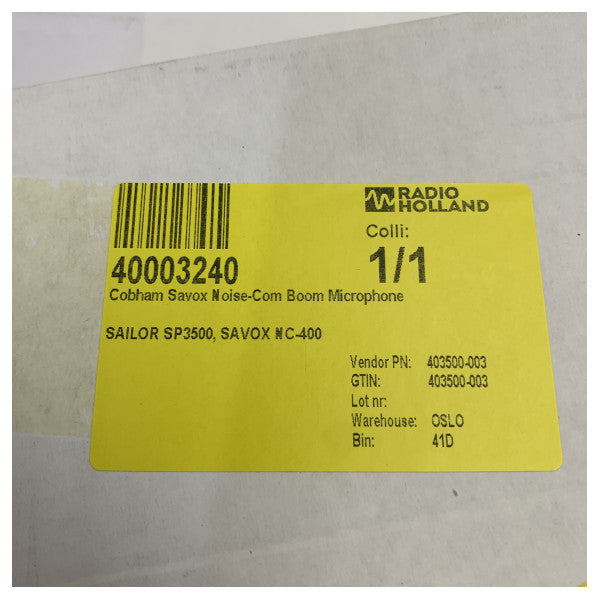 RADIO
HOLLAND
Colli:
1/1
40003240
Cobham Savox Noise-Com Boom Microphone
SAILOR SP3500, SAVOX NC-400
Vendor PN: 403500-003
GTIN: 403500-003
Lot nr:
Warehouse: OSLO
Bin: 41D